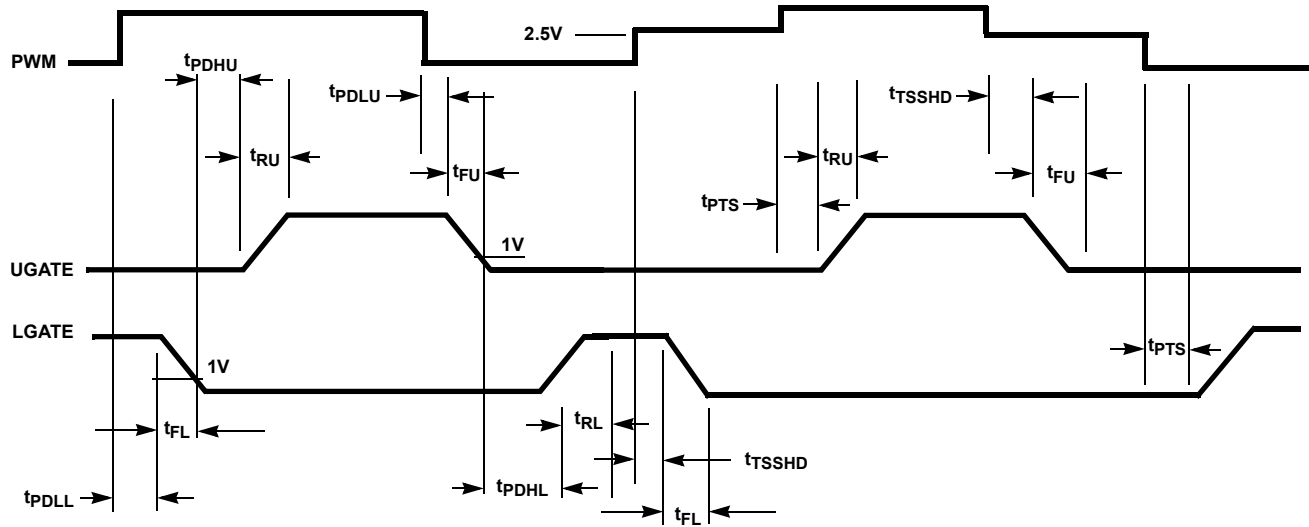 2.5V
PWM
tPDHU
tPDLU
tTSSHD
tRU
tFU
tRU
tFU
tPTS
1V
UGATE
LGATE
1V
tPTS
tFL
tRL
tTSSHD
tPDLL
tPDHL
tFL